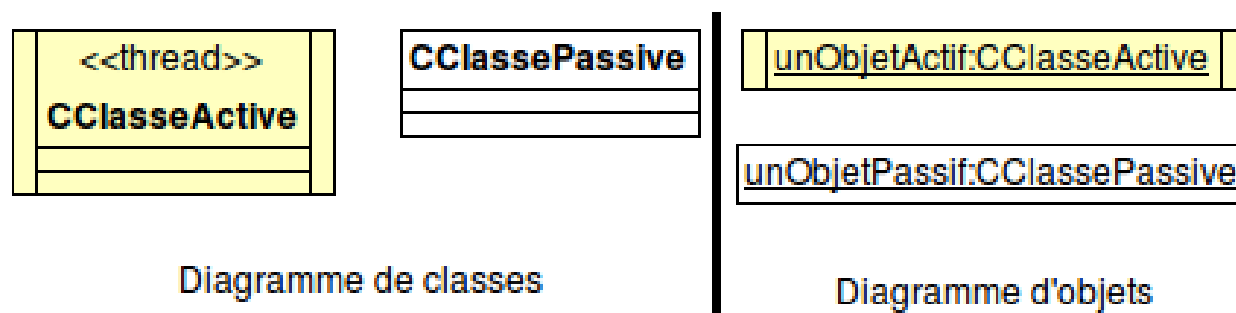 <<thread>>
CClasseActive
CClassePassive
Diagramme de classes
unObjetActif:CClasseActive
unObjetPassif:CClassePassive
Diagramme d'objets